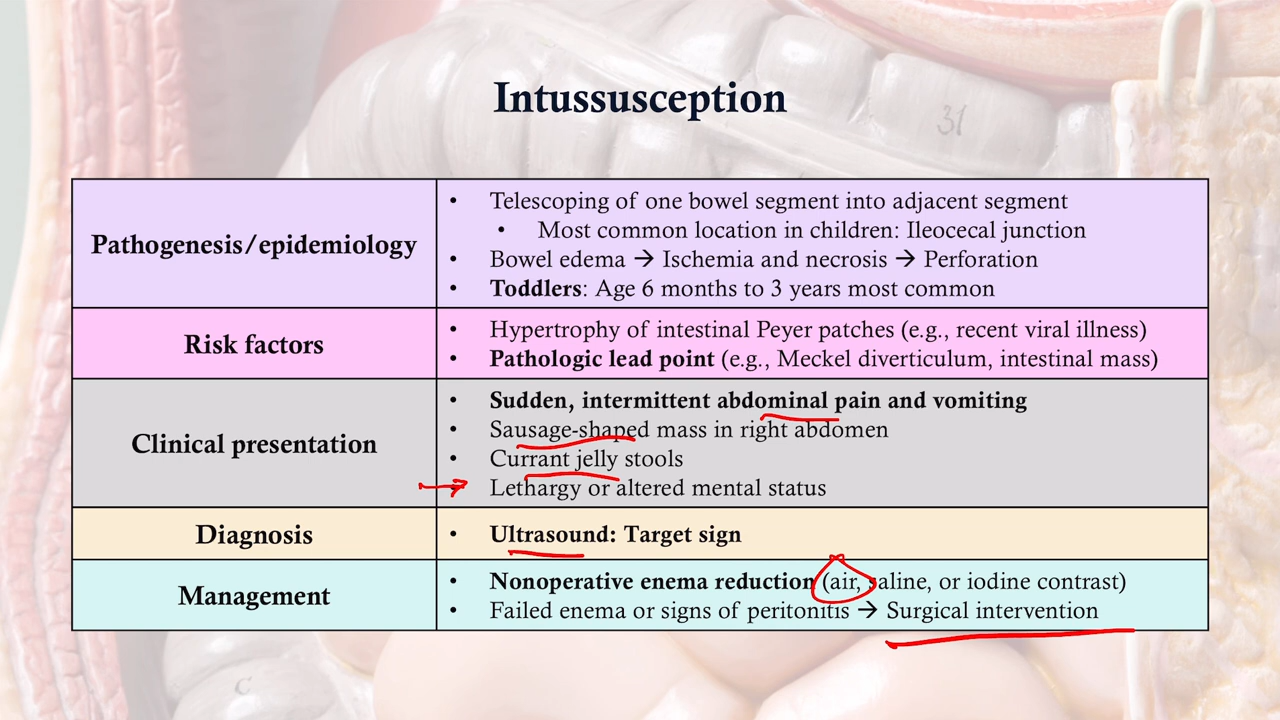 Intussusception
31
Pathogenesis/epidemiology
• Telescoping of one bowel segment into adjacent segment
• Most common location in children: Ileocecal junction
• Bowel edema → Ischemia and necrosis → Perforation
• Toddlers: Age 6 months to 3 years most common
Risk factors
• Hypertrophy of intestinal Peyer patches (e.g., recent viral illness)
• Pathologic lead point (e.g., Meckel diverticulum, intestinal mass)
Clinical presentation
• Sudden, intermittent abdominal pain and vomiting
• Sausage-shaped mass in right abdomen
• Currant jelly stools
• Lethargy or altered mental status
Diagnosis
• Ultrasound: Target sign
Management
• Nonoperative enema reduction (air, saline, or iodine contrast)
• Failed enema or signs of peritonitis → Surgical intervention
C